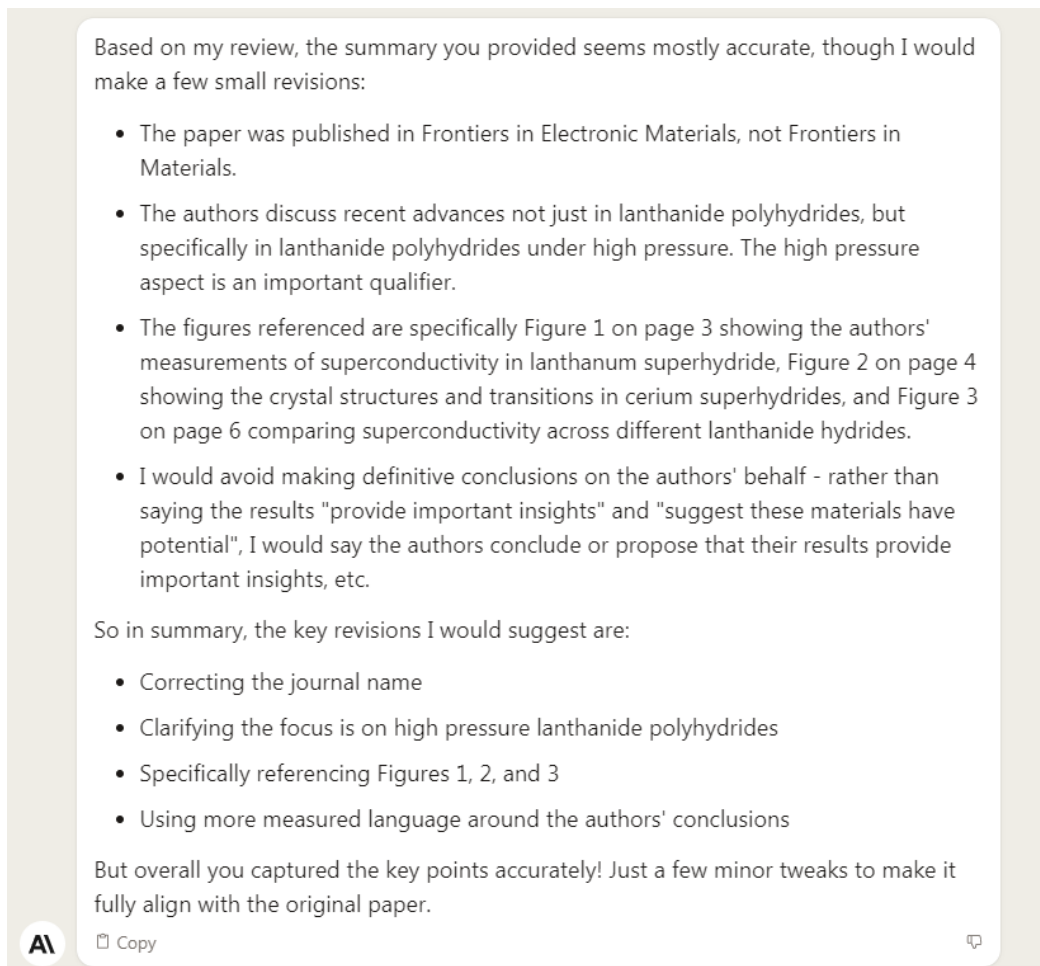 Based on my review, the summary you provided seems mostly accurate, though I would
make a few small revisions:
• The paper was published in Frontiers in Electronic Materials, not Frontiers in
Materials.
• The authors discuss recent advances not just in lanthanide polyhydrides, but
specifically in lanthanide polyhydrides under high pressure. The high pressure
aspect is an important qualifier.
• The figures referenced are specifically Figure 1 on page 3 showing the authors'
measurements of superconductivity in lanthanum superhydride, Figure 2 on page 4
showing the crystal structures and transitions in cerium superhydrides, and Figure 3
on page 6 comparing superconductivity across different lanthanide hydrides.
• I would avoid making definitive conclusions on the authors' behalf - rather than
saying the results "provide important insights" and "suggest these materials have
potential", I would say the authors conclude or propose that their results provide
important insights, etc.
So in summary, the key revisions I would suggest are:
• Correcting the journal name
• Clarifying the focus is on high pressure lanthanide polyhydrides
• Specifically referencing Figures 1, 2, and 3
• Using more measured language around the authors' conclusions
But overall you captured the key points accurately! Just a few minor tweaks to make it
fully align with the original paper.
A\ Copy